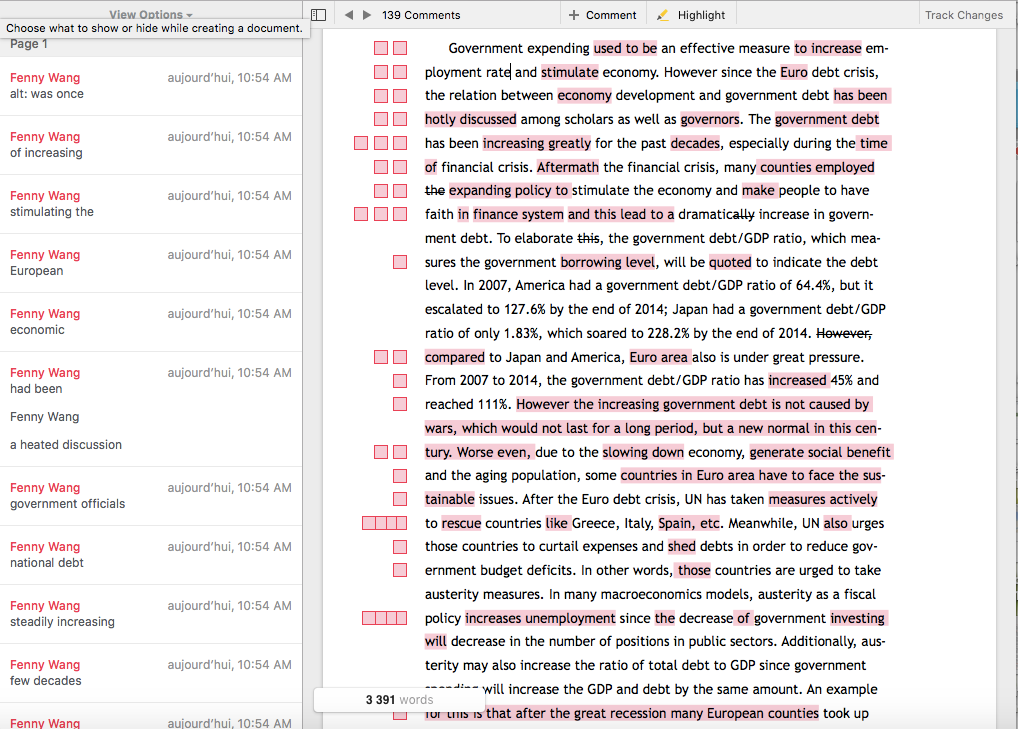 View Options
139 Comments
Comment
Highlight
Track Changes
Choose what to show or hide while creating a document.
Page 1
Fenny Wang aujourd'hui, 10:54 AM
alt: was once
Fenny Wang aujourd'hui, 10:54 AM
of increasing
Fenny Wang aujourd'hui, 10:54 AM
stimulating the
Fenny Wang aujourd'hui, 10:54 AM
European
Fenny Wang aujourd'hui, 10:54 AM
economic
Fenny Wang aujourd'hui, 10:54 AM
had been
Fenny Wang
a heated discussion
Fenny Wang aujourd'hui, 10:54 AM
government officials
Fenny Wang aujourd'hui, 10:54 AM
national debt
Fenny Wang aujourd'hui, 10:54 AM
steadily increasing
Fenny Wang aujourd'hui, 10:54 AM
few decades
Fenny Wang aujourd'hui, 10:54 AM
Government expending used to be an effective measure to increase em-
ployment rate and stimulate economy. However since the Euro debt crisis,
the relation between economy development and government debt has been
hotly discussed among scholars as well as governors. The government debt
has been increasing greatly for the past decades, especially during the time
of financial crisis. Aftermath the financial crisis, many counties employed
the expanding policy to stimulate the economy and make people to have
faith in finance system and this lead to a dramatically increase in govern-
ment debt. To elaborate this, the government debt/GDP ratio, which mea-
sures the government borrowing level, will be quoted to indicate the debt
level. In 2007, America had a government debt/GDP ratio of 64.4%, but it
escalated to 127.6% by the end of 2014; Japan had a government debt/GDP
ratio of only 1.83%, which soared to 228.2% by the end of 2014. However,
compared to Japan and America, Euro area also is under great pressure.
From 2007 to 2014, the government debt/GDP ratio has increased 45% and
reached 111%. However the increasing government debt is not caused by
wars, which would not last for a long period, but a new normal in this cen-
tury. Worse even, due to the slowing down economy, generate social benefit
and the aging population, some countries in Euro area have to face the sus-
tainable issues. After the Euro debt crisis, UN has taken measures actively
to rescue countries like Greece, Italy, Spain, etc. Meanwhile, UN also urges
those countries to curtail expenses and shed debts in order to reduce gov-
ernment budget deficits. In other words, those countries are urged to take
austerity measures. In many macroeconomics models, austerity as a fiscal
policy increases unemployment since the decrease of government investing
will decrease in the number of positions in public sectors. Additionally, aus-
terity may also increase the ratio of total debt to GDP since government
spending will increase the GDP and debt by the same amount. An example
for this is that after the great recession many European counties took up
3 391 words